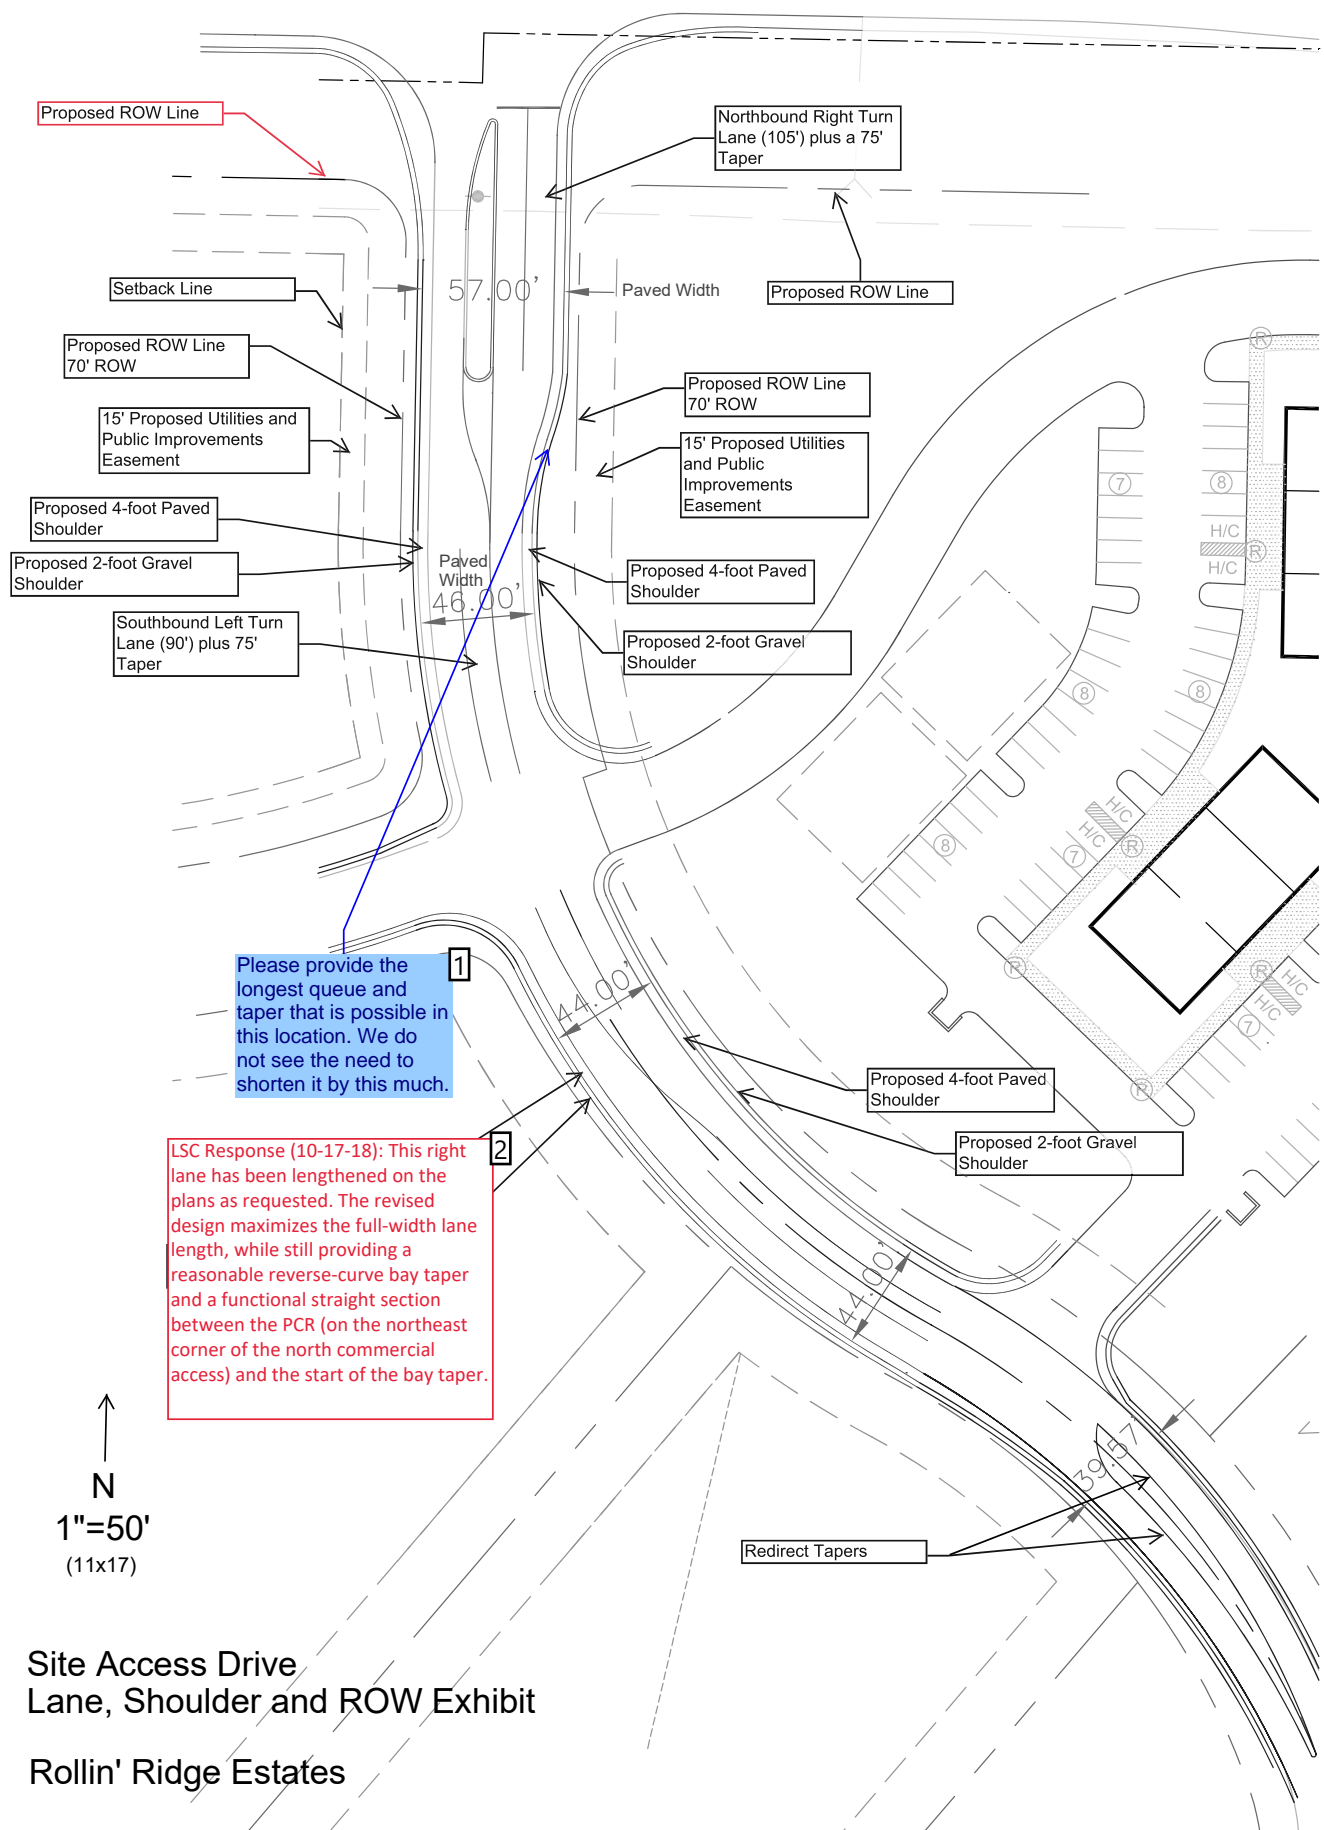 Proposed ROW Line
Northbound Right Turn
Lane (105') plus a 75'
Taper
Setback Line
57.00'
Paved Width
Proposed ROW Line
Proposed ROW Line
70' ROW
Proposed ROW Line
70' ROW
15' Proposed Utilities and
Public Improvements
Easement
15' Proposed Utilities
and Public
Improvements
Easement
7
8
H/C
R
H/C
R
Proposed 4-foot Paved
Shoulder
Proposed 2-foot Gravel
Shoulder
Paved
Width
46.00'
Proposed 4-foot Paved
Shoulder
Southbound Left Turn
Lane (90') plus 75'
Taper
Proposed 2-foot Gravel
Shoulder
8
8
H/C
H/C
8
7
R
Please provide the
longest queue and
taper that is possible in
this location. We do
not see the need to
shorten it by this much.
1
44.00'
R
R
H/C
H/C
7
R
Proposed 4-foot Paved
Shoulder
Proposed 2-foot Gravel
Shoulder
LSC Response (10-17-18): This right
lane has been lengthened on the
plans as requested. The revised
design maximizes the full-width lane
length, while still providing a
reasonable reverse-curve bay taper
and a functional straight section
between the PCR (on the northeast
corner of the north commercial
access) and the start of the bay taper.
2
44.00'
39.57'
Redirect Tapers
N
1"=50'
(11x17)
Site Access Drive
Lane, Shoulder and ROW Exhibit
Rollin' Ridge Estates